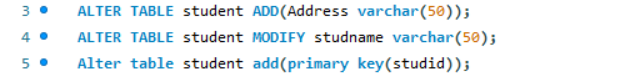 3 ● ALTER TABLE student ADD(Address varchar(50));
4 ● ALTER TABLE student MODIFY studname varchar(50);
5 ● Alter table student add(primary key(studid));